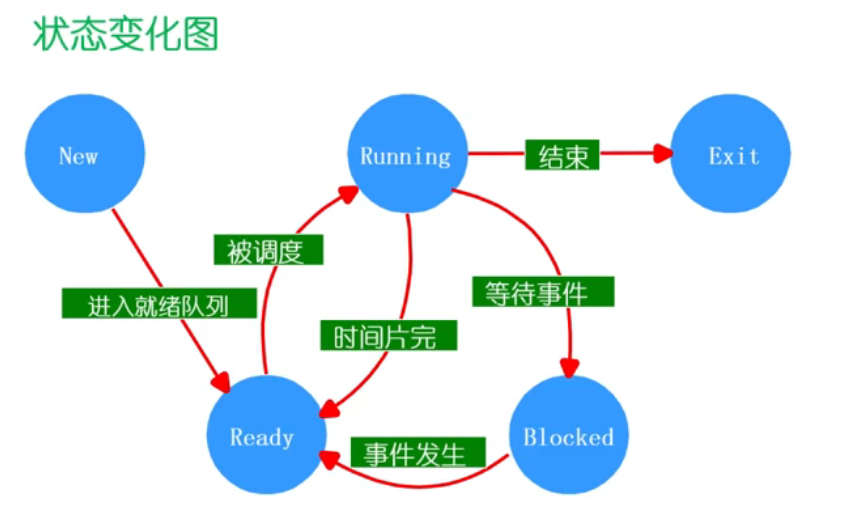 状态变化图
New
Running
结束
Exit
被调度
进入就绪队列
等待事件
时间片完
Ready
事件发生
Blocked